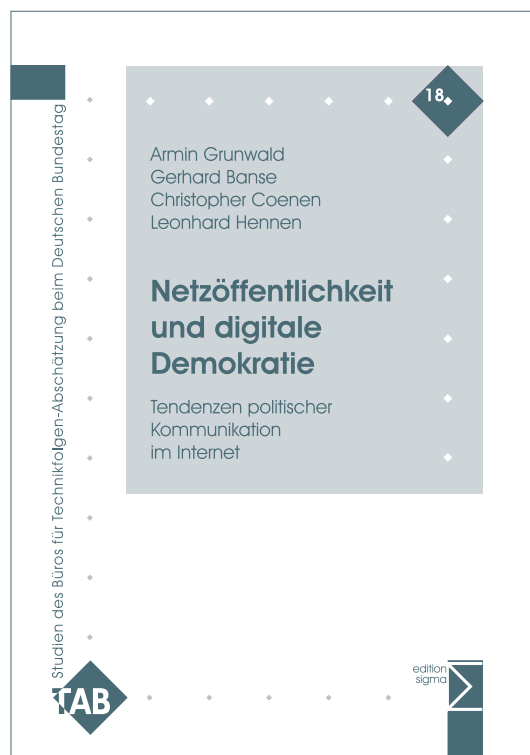 18
Armin Grunwald
Gerhard Banse
Christopher Coenen
Leonhard Hennen
Netzöffentlichkeit
und digitale
Demokratie
Tendenzen politischer
Kommunikation
im Internet
Studien des Büros für Technikfolgen-Abschätzung beim Deutschen Bundestag
TAB
edition
sigma